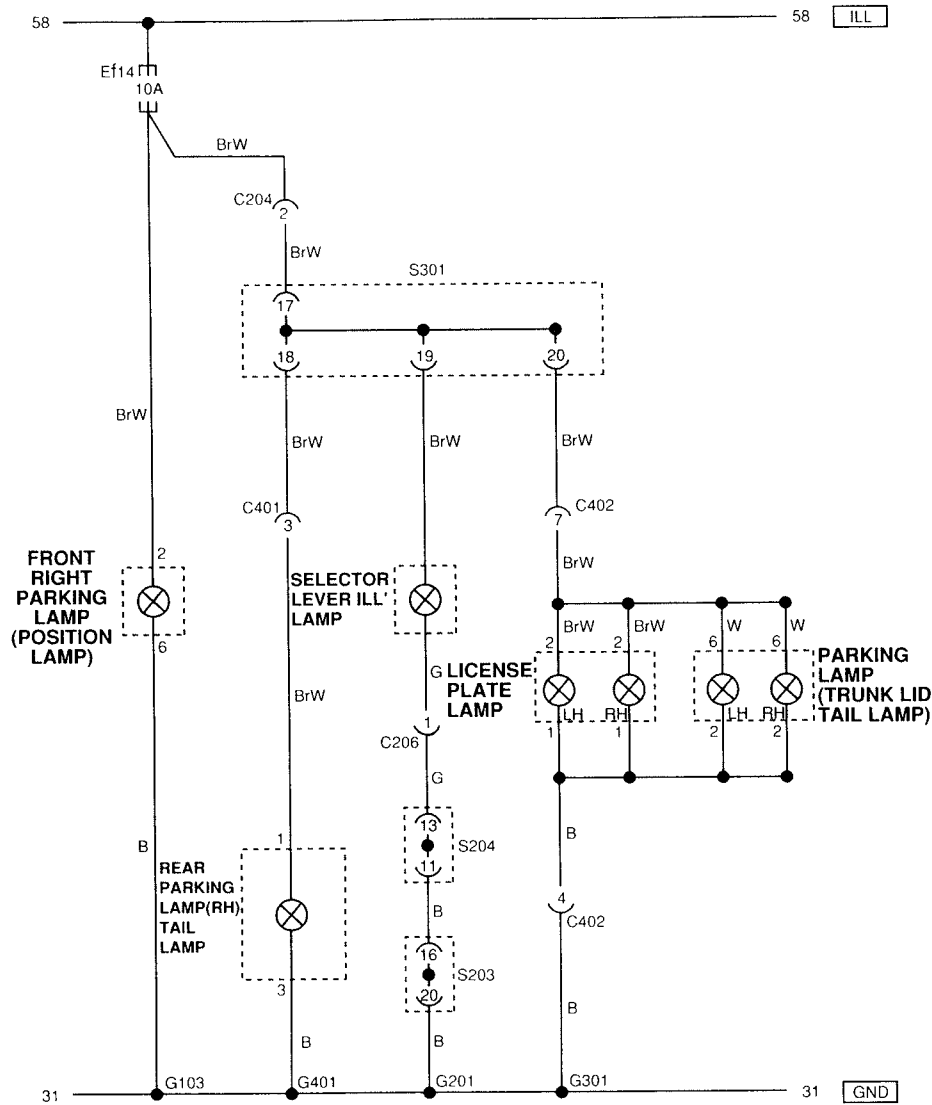 58
58 ILL
Ef14
10A
BrW
C204
2
BrW
S301
17
18 19 20
BrW
BrW
BrW
BrW
C401
3
7
C402
BrW
FRONT
RIGHT
PARKING
LAMP
(POSITION
LAMP)
2
6
SELECTOR
LEVER ILL'
LAMP
BrW BrW W W
2 2 6 6
LICENSE
PLATE
LAMP
LH RH LH RH
1 1 2 2
PARKING
LAMP
(TRUNK LID
TAIL LAMP)
BrW
G
1
C206
G
13
11
S204
B
1
REAR
PARKING
LAMP(RH)
TAIL
LAMP
3
B
B
16
20
S203
B
4
C402
B
B
B
31 G103 G401 G201 G301 31 GND